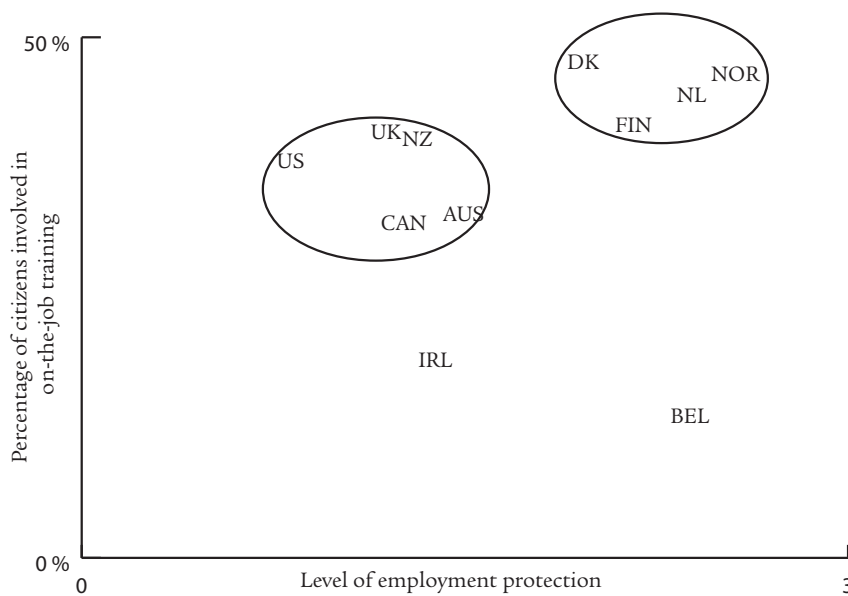 50 %
DK
NOR
NL
FIN
UK
NZ
US
AUS
CAN
Percentage of citizens involved in
on-the-job training
IRL
BEL
0 %
0
Level of employment protection
3